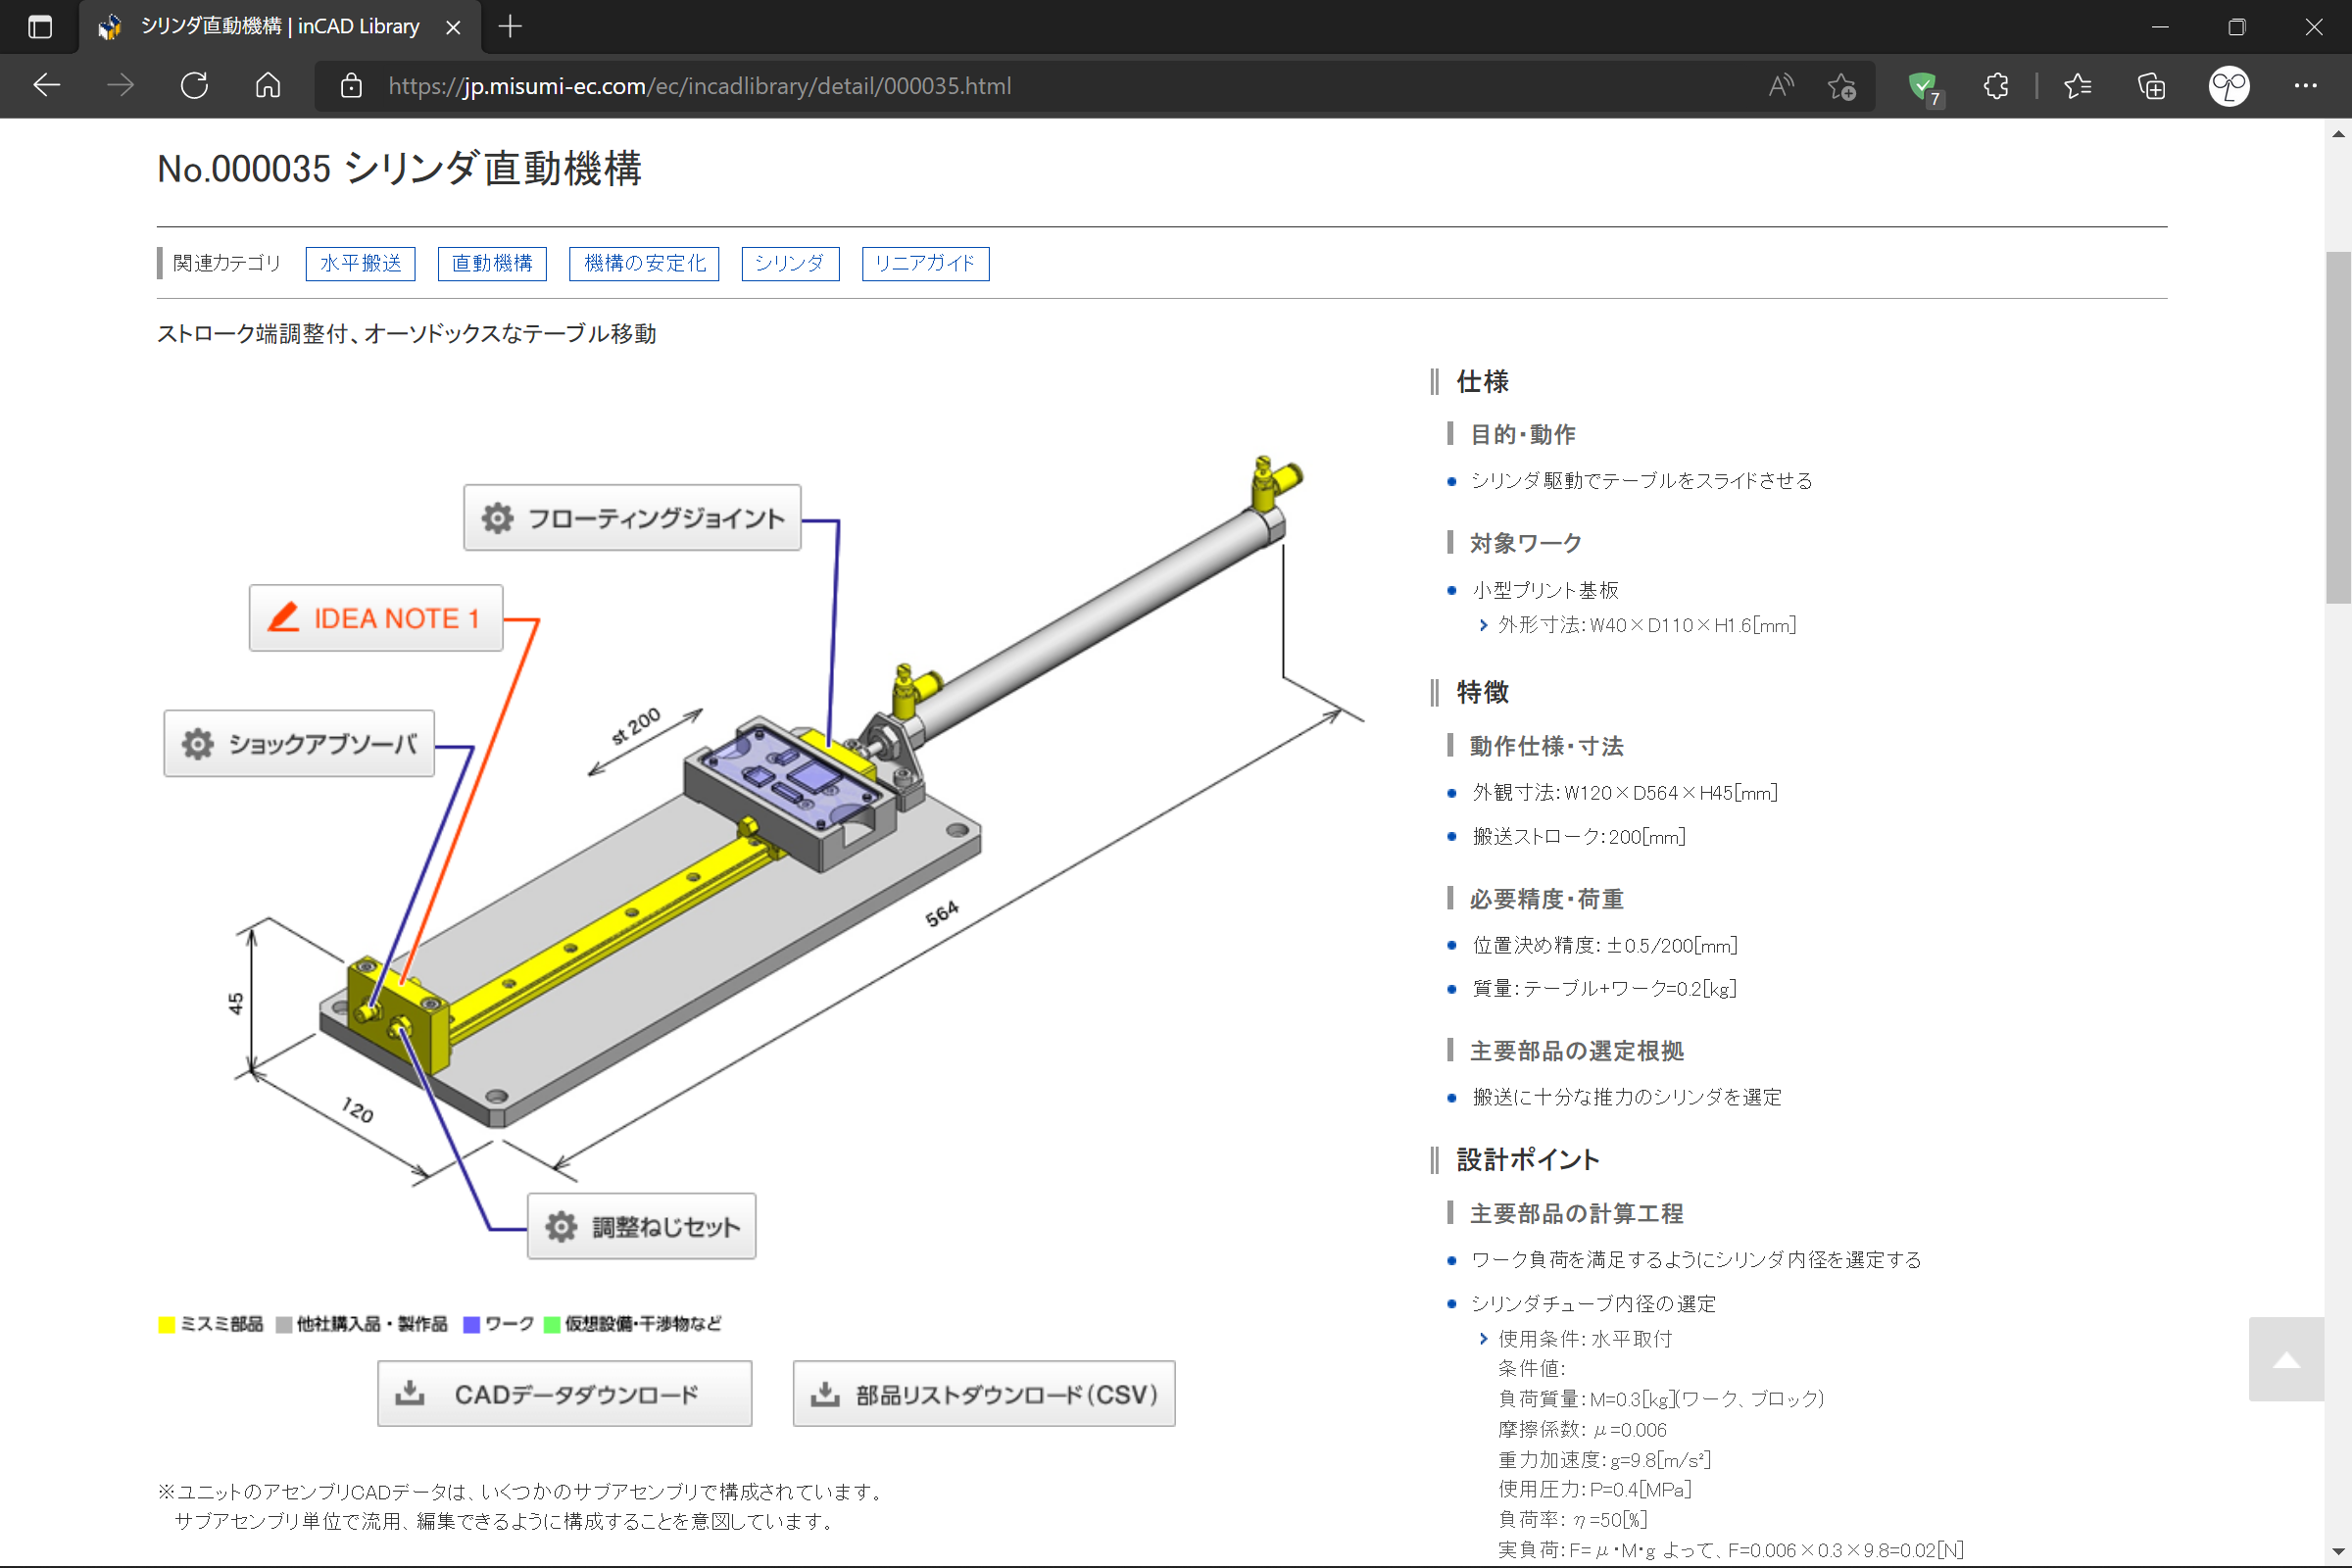 シリンダ直動機構 | inCAD Library
https://jp.misumi-ec.com/ec/incadlibrary/detail/000035.html
7
No.000035 シリンダ直動機構
関連カテゴリ 水平搬送 直動機構 機構の安定化 シリンダ リニアガイド
ストローク端調整付、オーソドックスなテーブル移動
フローティングジョイント
IDEA NOTE 1
ショックアブソーバ
st 200
564
45
120
調整ねじセット
ミスミ部品 他社購入品・製作品 ワーク 仮想設備・干渉物など
CADデータダウンロード
部品リストダウンロード(CSV)
※ユニットのアセンブリCADデータは、いくつかのサブアセンブリで構成されています。
サブアセンブリ単位で流用、編集できるように構成することを意図しています。
仕様
目的・動作
シリンダ駆動でテーブルをスライドさせる
対象ワーク
小型プリント基板
外形寸法：W40×D110×H1.6[mm]
特徴
動作仕様・寸法
外観寸法：W120×D564×H45[mm]
搬送ストローク：200[mm]
必要精度・荷重
位置決め精度：±0.5/200[mm]
質量：テーブル+ワーク=0.2[kg]
主要部品の選定根拠
搬送に十分な推力のシリンダを選定
設計ポイント
主要部品の計算工程
ワーク負荷を満足するようにシリンダ内径を選定する
シリンダチューブ内径の選定
使用条件：水平取付
条件値：
負荷質量：M=0.3[kg](ワーク、ブロック)
摩擦係数：μ=0.006
重力加速度：g=9.8[m/s²]
使用圧力：P=0.4[MPa]
負荷率：η=50[%]
実負荷：F=μ・M・g よって、F=0.006×0.3×9.8=0.02[N]